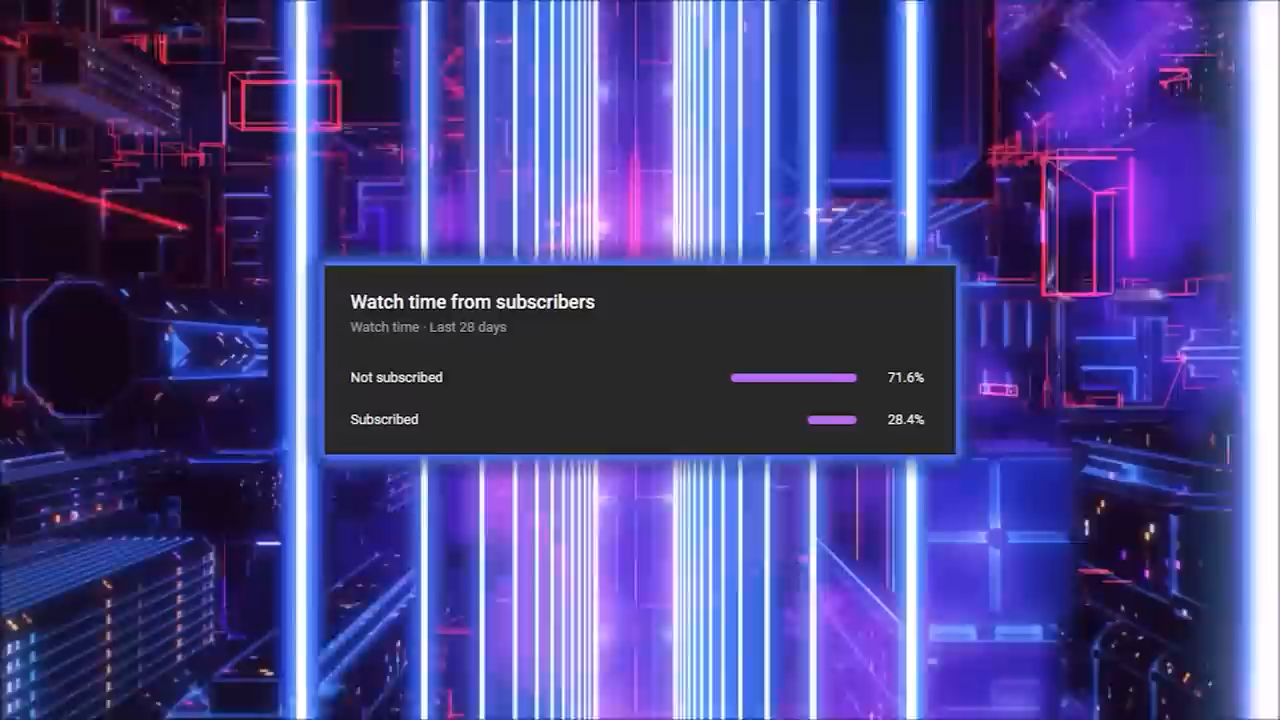 Watch time from subscribers
Watch time · Last 28 days
Not subscribed 71.6%
Subscribed 28.4%